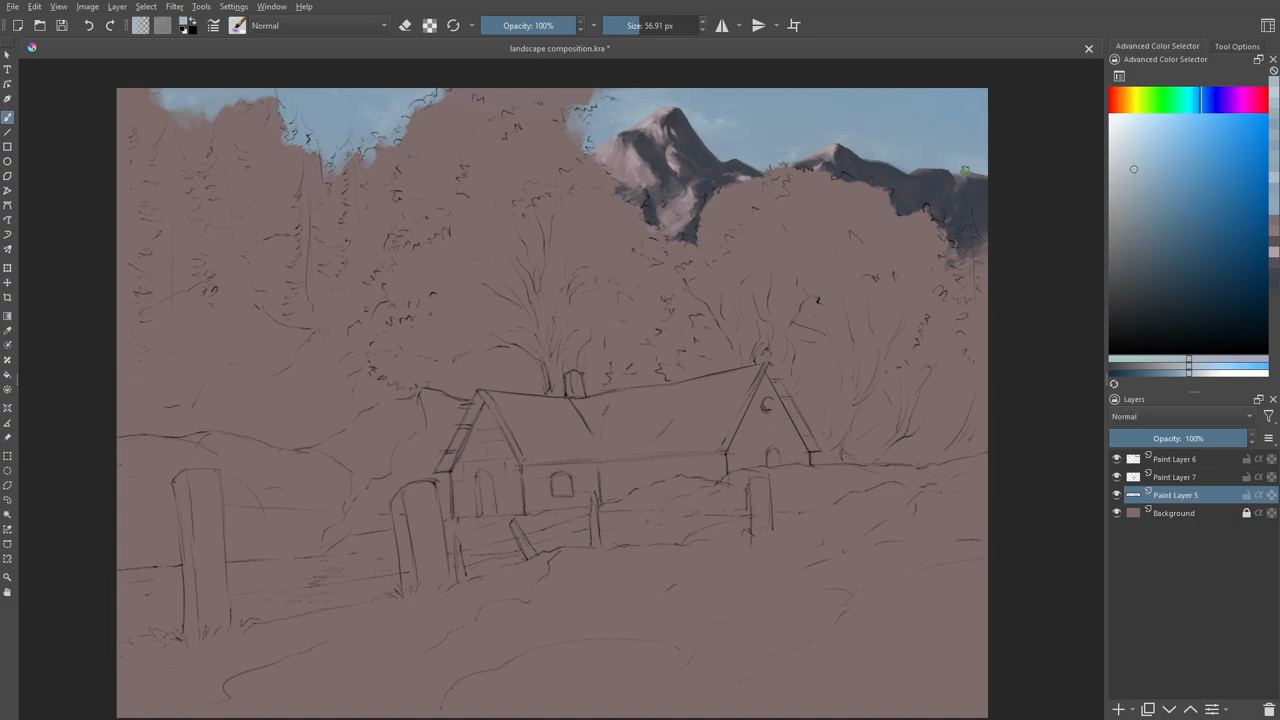 File Edit View Image Layer Select Filter Tools Settings Window Help
Normal Opacity: 100% Size: 56.91 px
landscape composition.kra *
Advanced Color Selector Tool Options
Advanced Color Selector
Layers
Normal
Opacity: 100%
Paint Layer 6
Paint Layer 7
Paint Layer 5
Background